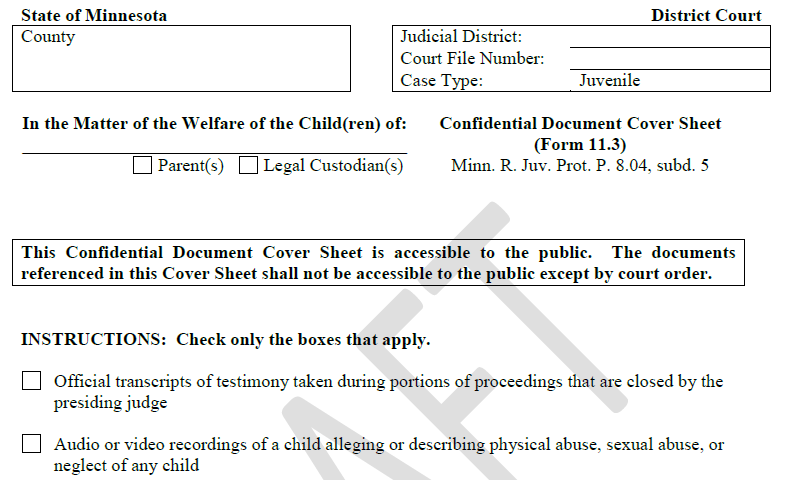 State of Minnesota District Court
County
Judicial District:
Court File Number:
Case Type: Juvenile
In the Matter of the Welfare of the Child(ren) of:
Parent(s) Legal Custodian(s)
Confidential Document Cover Sheet
(Form 11.3)
Minn. R. Juv. Prot. P. 8.04, subd. 5
This Confidential Document Cover Sheet is accessible to the public. The documents
referenced in this Cover Sheet shall not be accessible to the public except by court order.
INSTRUCTIONS: Check only the boxes that apply.
Official transcripts of testimony taken during portions of proceedings that are closed by the
presiding judge
Audio or video recordings of a child alleging or describing physical abuse, sexual abuse, or
neglect of any child
AFT